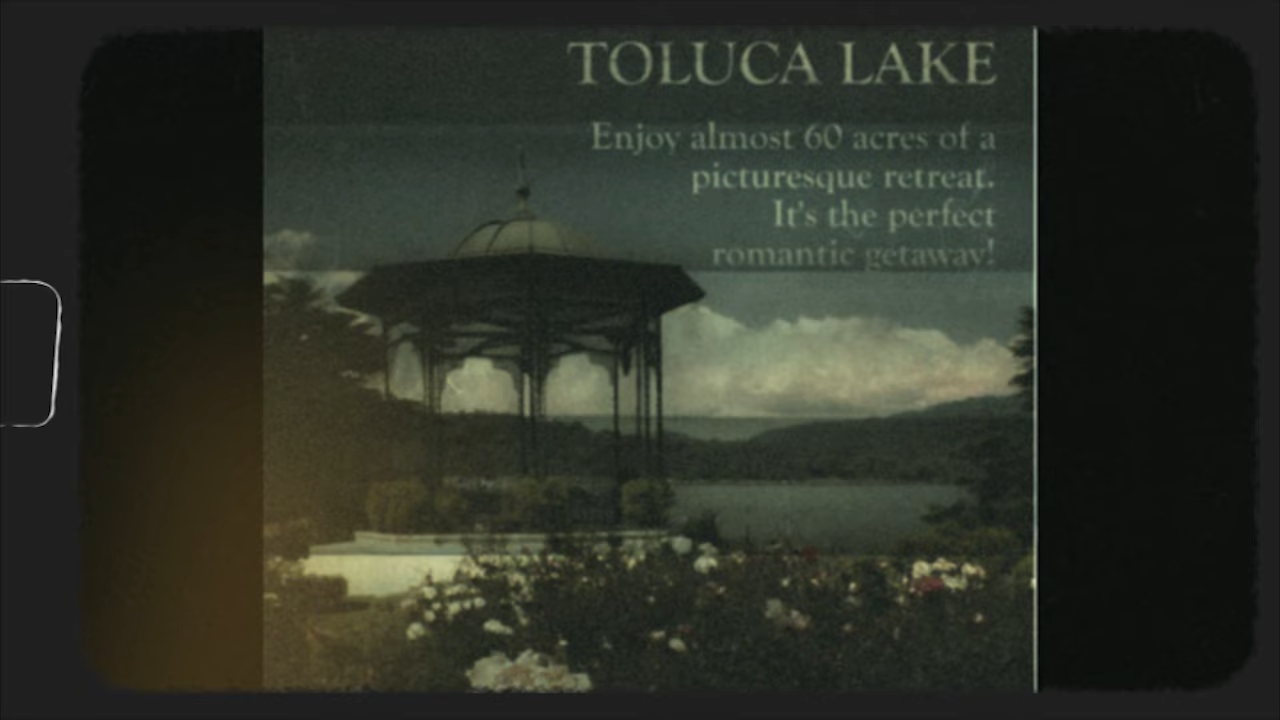 TOLUCA LAKE
Enjoy almost 60 acres of a
picturesque retreat.
It's the perfect
romantic getaway!